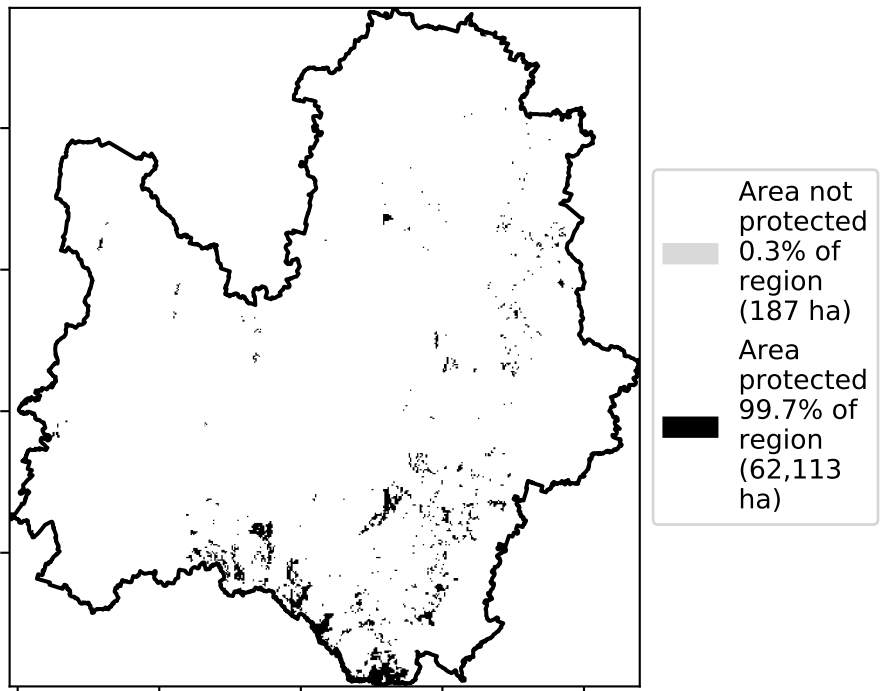 Area not
protected
0.3% of
region
(187 ha)
Area
protected
99.7% of
region
(62,113
ha)